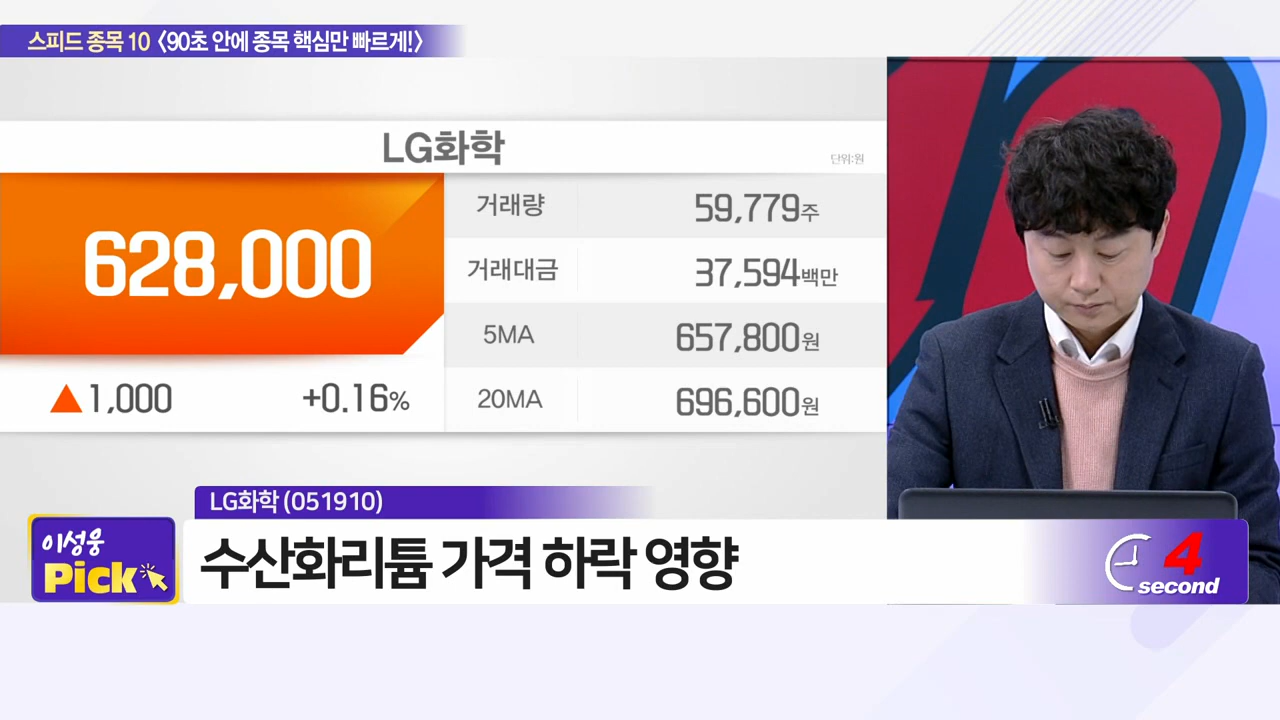 스피드 종목 10 〈90초 안에 종목 핵심만 빠르게!〉
LG화학
단위:원
628,000
▲1,000 +0.16%
거래량 59,779주
거래대금 37,594백만
5MA 657,800원
20MA 696,600원
LG화학 (051910)
이성웅
Pick
수산화리튬 가격 하락 영향
4
second